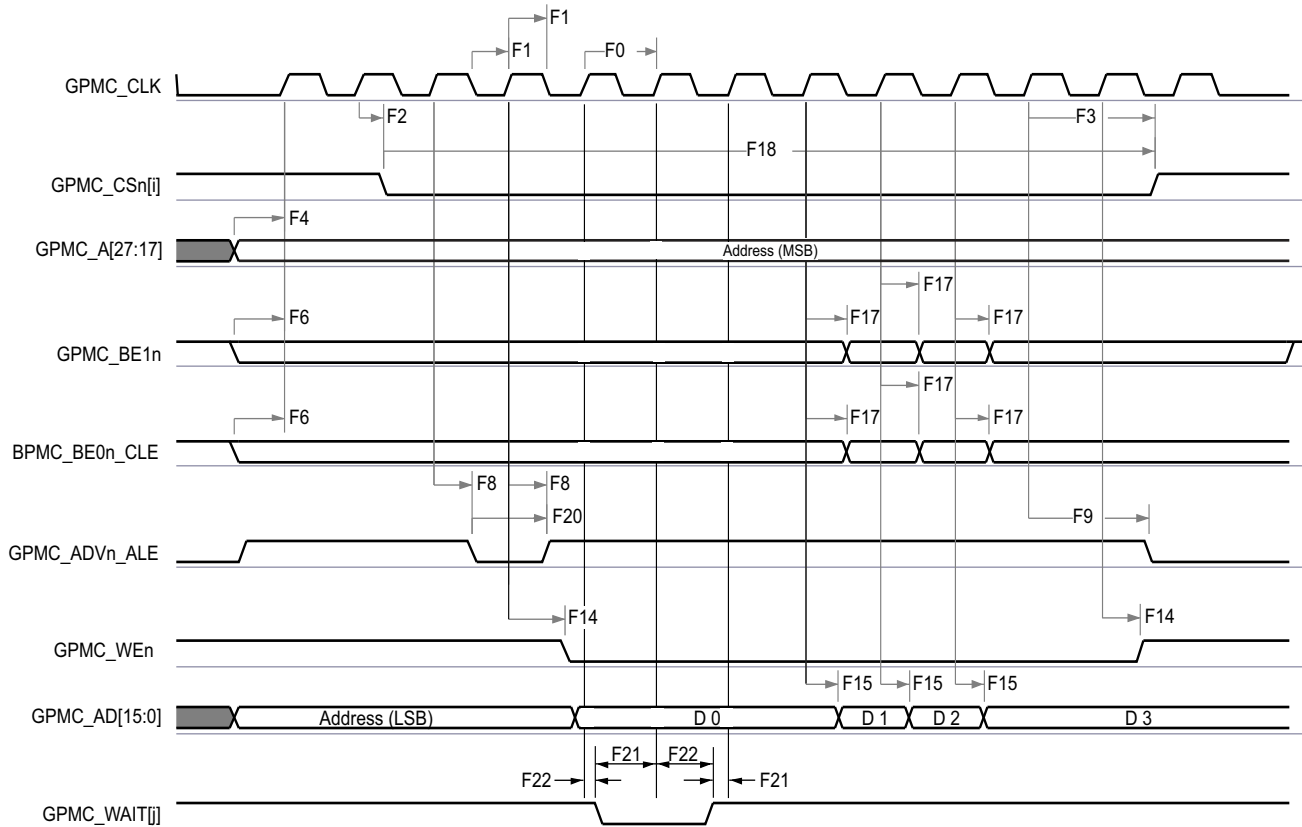 F1
F1
F0
GPMC_CLK
F2
F3
F18
GPMC_CSn[i]
F4
GPMC_A[27:17]
Address (MSB)
F17
F6
F17
F17
GPMC_BE1n
F17
F6
F17
F17
BPMC_BE0n_CLE
F8
F8
F20
F9
GPMC_ADVn_ALE
F14
F14
GPMC_WEn
F15
F15
F15
GPMC_AD[15:0]
Address (LSB)
D 0
D 1
D 2
D 3
F21
F22
F22
F21
GPMC_WAIT[j]